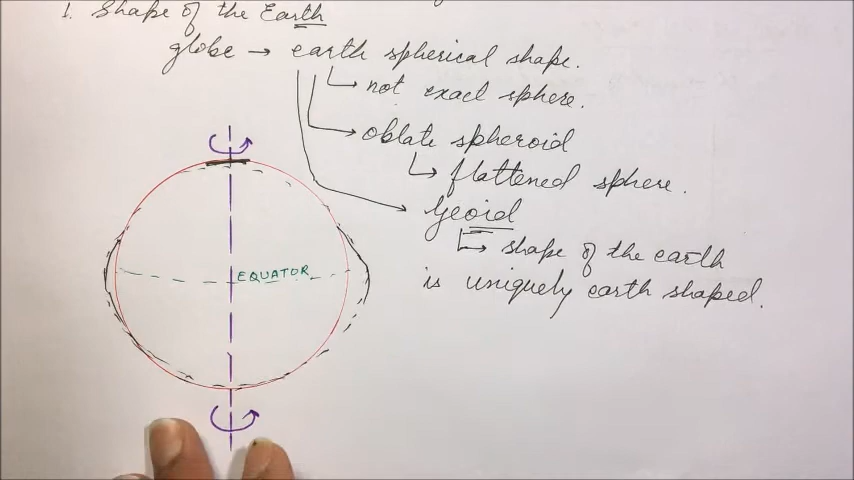 1. Shape of the Earth
globe → earth spherical shape.
not exact sphere.
oblate spheroid
flattened sphere.
Geoid
shape of the earth
is uniquely earth shaped.
EQUATOR